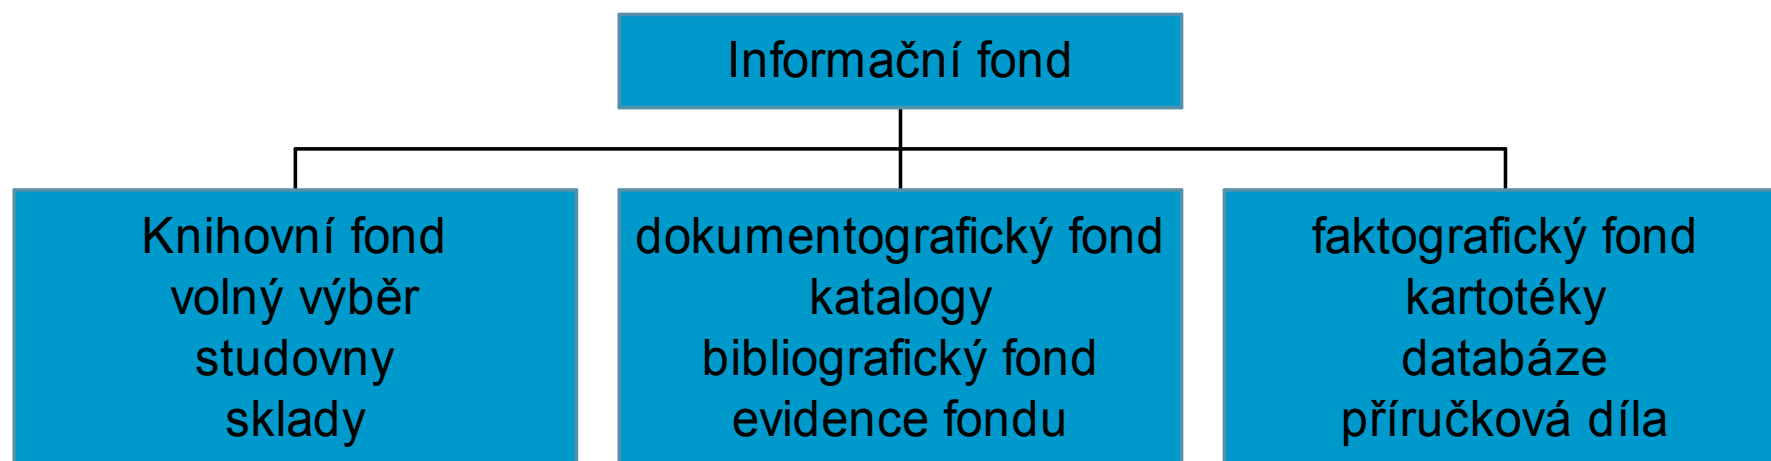 Informační fond
Knihovní fond
volný výběr
studovny
sklady
dokumentografický fond
katalogy
bibliografický fond
evidence fondu
faktografický fond
kartotéky
databáze
příručková díla